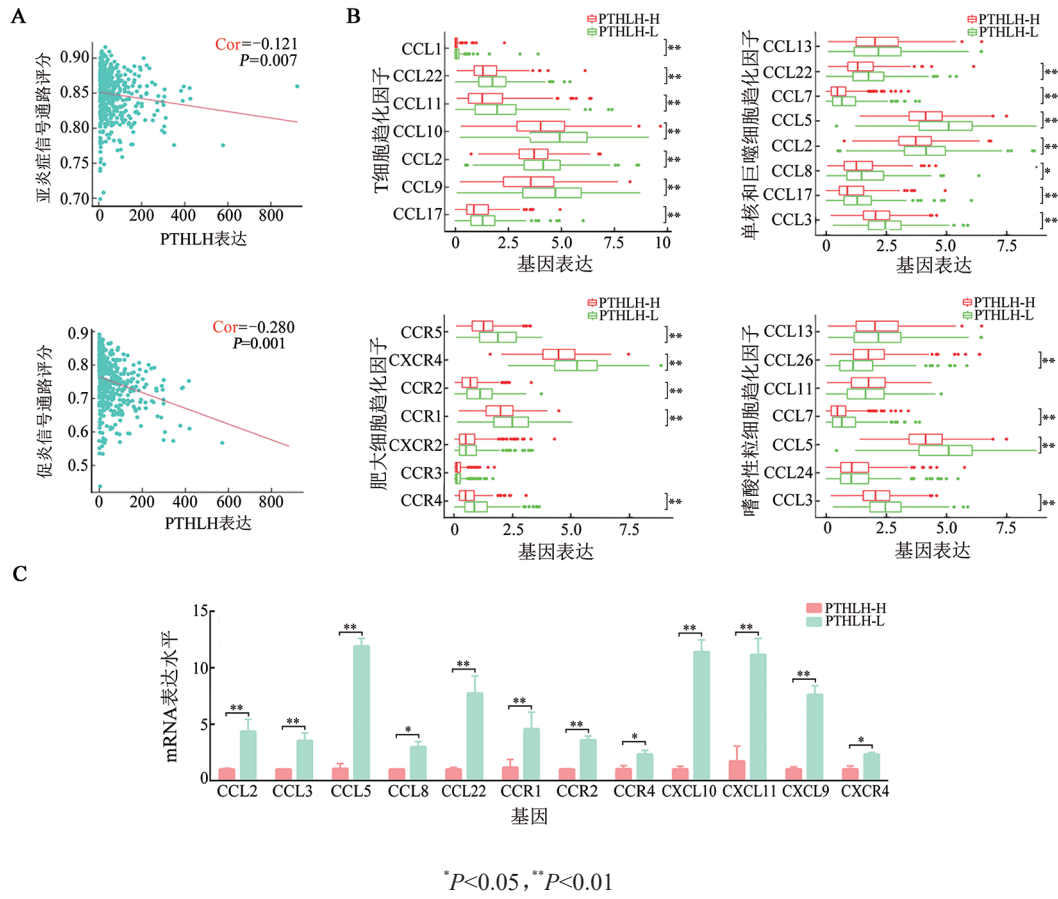 A
Cor=−0.121
P=0.007
亚炎症信号通路评分
0.90
0.85
0.80
0.75
0.70
0 200 400 600 800
PTHLH表达
Cor=−0.280
P=0.001
促炎信号通路评分
0.9
0.8
0.7
0.6
0.5
0 200 400 600 800
PTHLH表达
B
PTHLH-H
PTHLH-L
T细胞趋化因子
CCL1 **
CCL22 **
CCL11 **
CCL10 **
CCL2 **
CCL9 **
CCL17 **
0 2.5 5.0 7.5 10
基因表达
PTHLH-H
PTHLH-L
单核和巨噬细胞趋化因子
CCL13
CCL22 **
CCL7 **
CCL5 **
CCL2 **
CCL8 *
CCL17 **
CCL3 **
0 2.5 5.0 7.5
基因表达
PTHLH-H
PTHLH-L
肥大细胞趋化因子
CCR5 **
CXCR4 **
CCR2 **
CCR1 **
CXCR2
CCR3
CCR4 **
0 2.5 5.0 7.5
基因表达
PTHLH-H
PTHLH-L
嗜酸性粒细胞趋化因子
CCL13
CCL26 **
CCL11
CCL7 **
CCL5 **
CCL24
CCL3 **
0 2.5 5.0 7.5
基因表达
C
PTHLH-H
PTHLH-L
mRNA表达水平
15
10
5
0
** ** ** * ** ** ** * ** ** ** *
CCL2 CCL3 CCL5 CCL8 CCL22 CCR1 CCR2 CCR4 CXCL10 CXCL11 CXCL9 CXCR4
基因
*P<0.05，**P<0.01